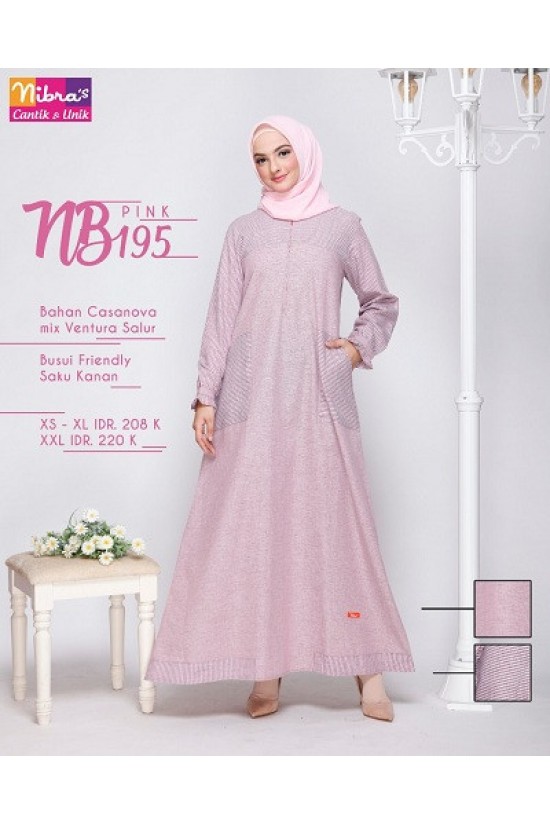 nibra's
Cantik & Unik
NB195
PINK
Bahan Casanova
mix Ventura Salur
Busui Friendly
Saku Kanan
XS - XL IDR. 208 K
XXL IDR. 220 K